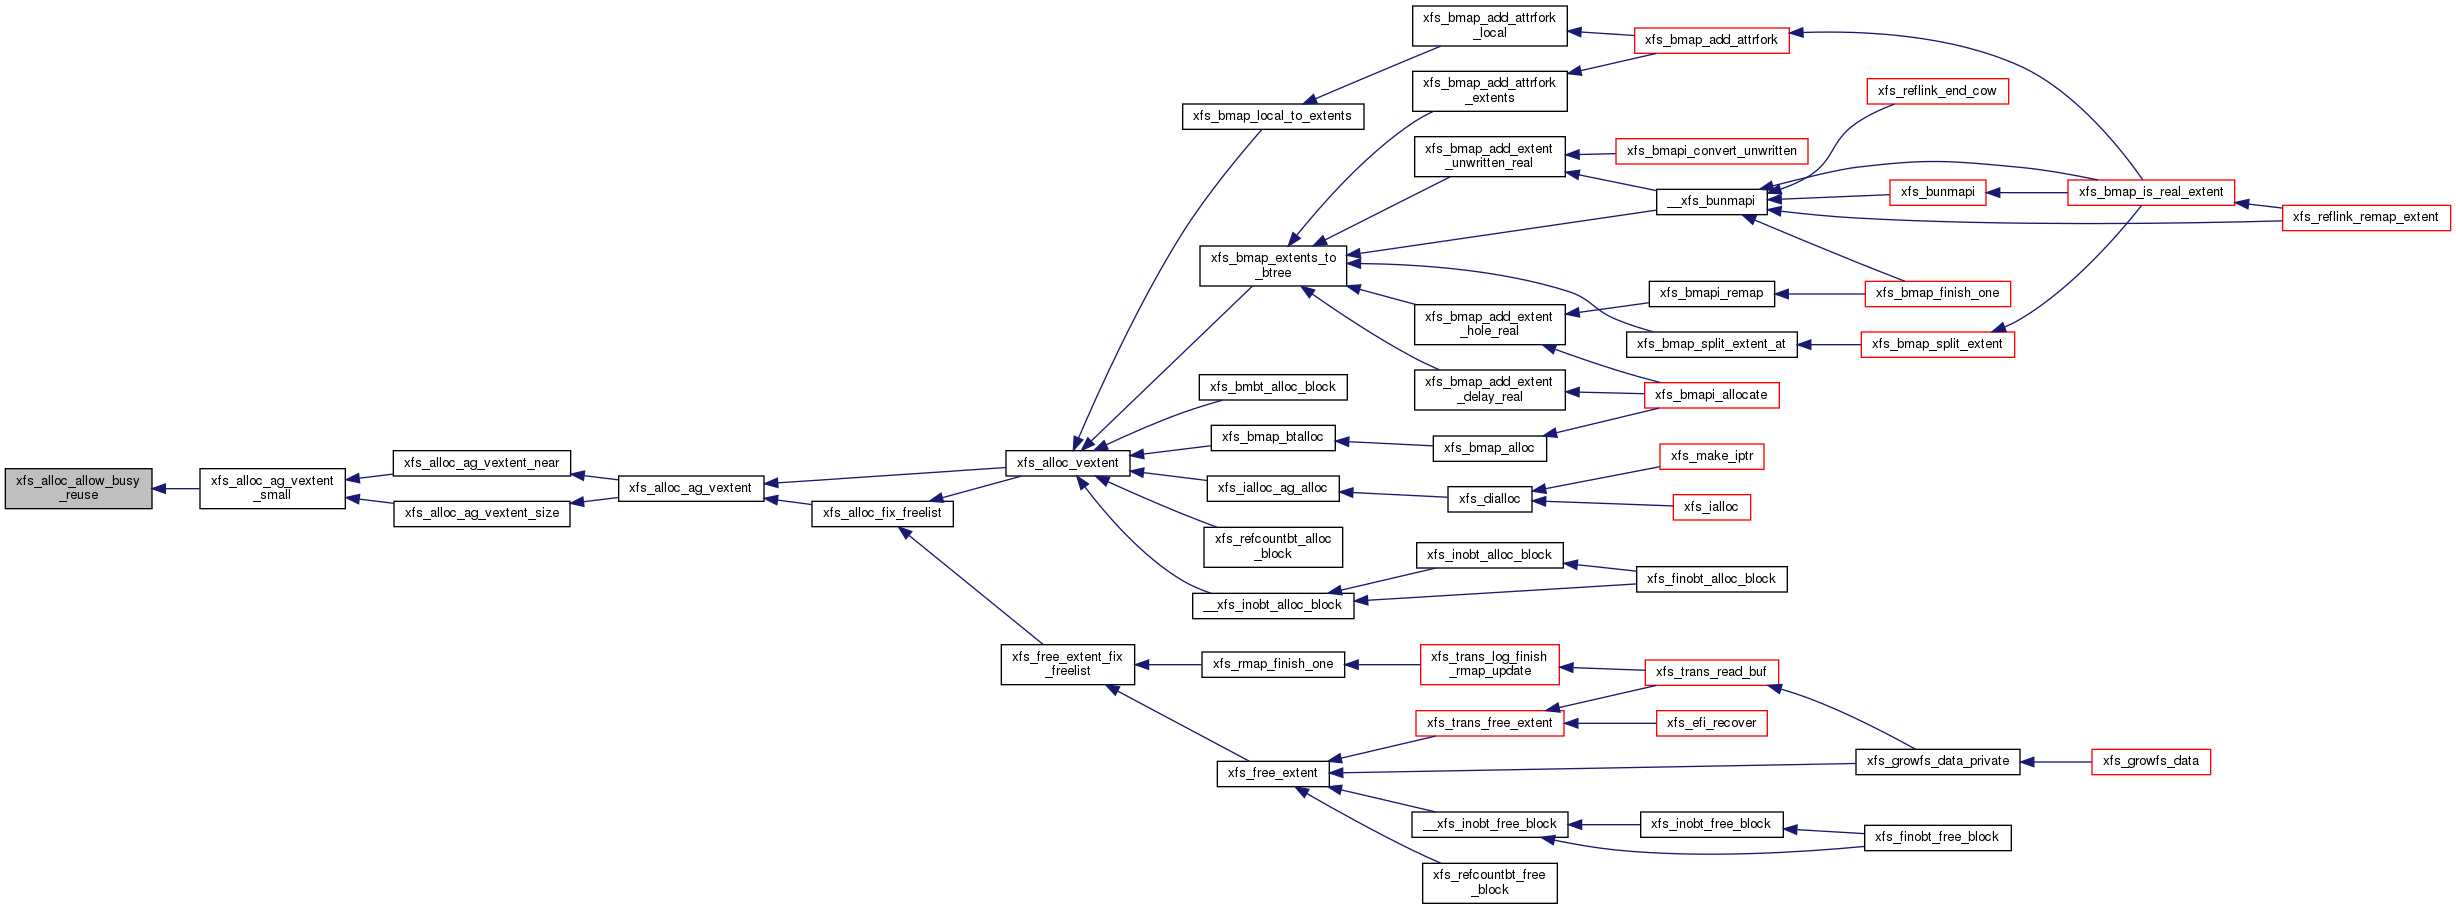 xfs_alloc_allow_busy
_reuse
xfs_alloc_ag_vextent
_small
xfs_alloc_ag_vextent_near
xfs_alloc_ag_vextent_size
xfs_alloc_ag_vextent
xfs_alloc_fix_freelist
xfs_alloc_vextent
xfs_free_extent_fix
_freelist
xfs_bmap_local_to_extents
xfs_bmap_extents_to
_btree
xfs_bmbt_alloc_block
xfs_bmap_btalloc
xfs_ialloc_ag_alloc
xfs_refcountbt_alloc
_block
__xfs_inobt_alloc_block
xfs_rmap_finish_one
xfs_free_extent
xfs_bmap_add_attrfork
_local
xfs_bmap_add_attrfork
_extents
xfs_bmap_add_extent
_unwritten_real
xfs_bmap_add_extent
_hole_real
xfs_bmap_add_extent
_delay_real
xfs_bmap_alloc
xfs_dialloc
xfs_inobt_alloc_block
xfs_trans_log_finish
_rmap_update
xfs_trans_free_extent
__xfs_inobt_free_block
xfs_refcountbt_free
_block
xfs_bmap_add_attrfork
xfs_bmapi_convert_unwritten
__xfs_bunmapi
xfs_bmapi_remap
xfs_bmap_split_extent_at
xfs_bmapi_allocate
xfs_make_iptr
xfs_ialloc
xfs_finobt_alloc_block
xfs_trans_read_buf
xfs_efi_recover
xfs_inobt_free_block
xfs_reflink_end_cow
xfs_bunmapi
xfs_bmap_finish_one
xfs_bmap_split_extent
xfs_growfs_data_private
xfs_finobt_free_block
xfs_bmap_is_real_extent
xfs_growfs_data
xfs_reflink_remap_extent